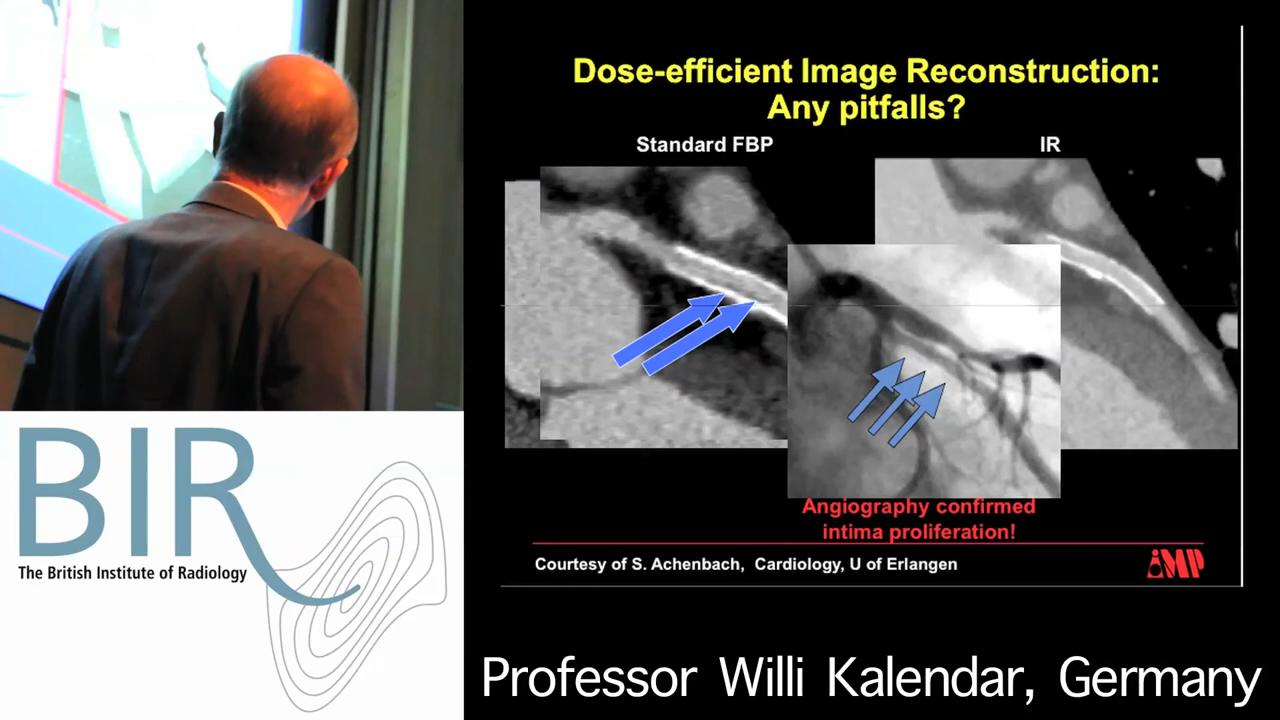 Dose-efficient Image Reconstruction:
Any pitfalls?
Standard FBP
IR
Angiography confirmed
intima proliferation!
Courtesy of S. Achenbach, Cardiology, U of Erlangen
iMP
BIR
The British Institute of Radiology
Professor Willi Kalendar, Germany